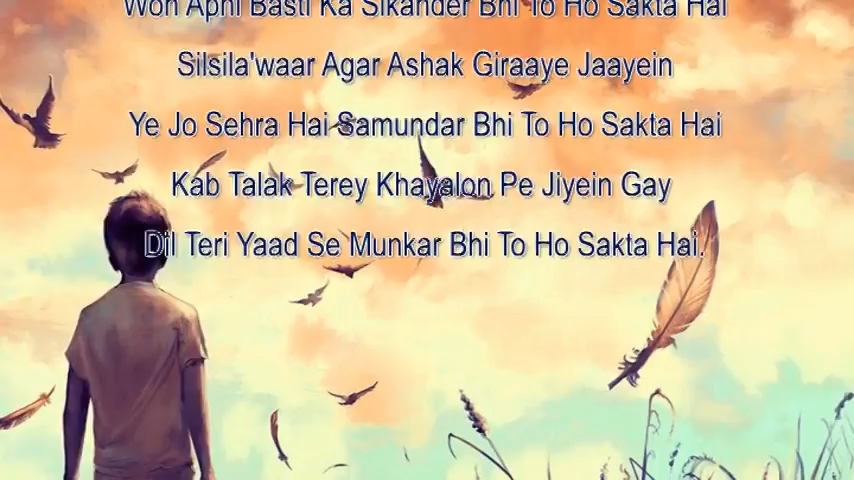 Woh Apni Basti Ka Sikander Bhi To Ho Sakta Hai
Silsila'waar Agar Ashak Giraaye Jaayein
Ye Jo Sehra Hai Samundar Bhi To Ho Sakta Hai
Kab Talak Terey Khayalon Pe Jiyein Gay
Dil Teri Yaad Se Munkar Bhi To Ho Sakta Hai.